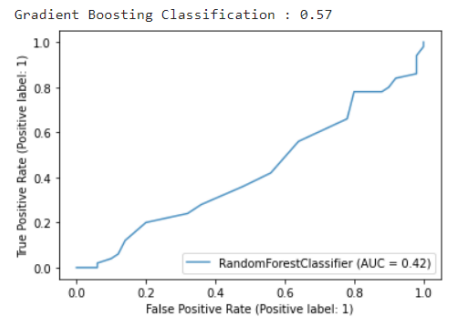 Gradient Boosting Classification : 0.57
1.0
0.8
0.6
0.4
0.2
0.0
True Positive Rate (Positive label: 1)
RandomForestClassifier (AUC = 0.42)
0.0 0.2 0.4 0.6 0.8 1.0
False Positive Rate (Positive label: 1)